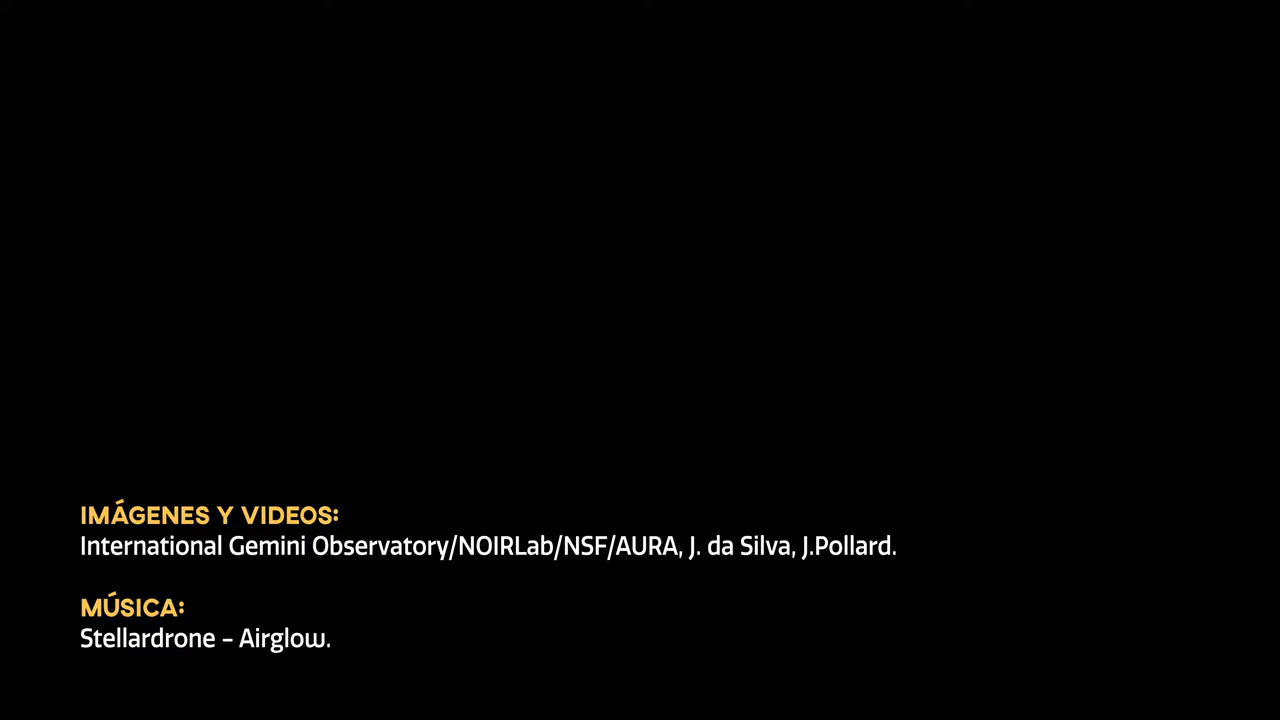 IMÁGENES Y VIDEOS:
International Gemini Observatory/NOIRLab/NSF/AURA, J. da Silva, J.Pollard.
MÚSICA:
Stellardrone - Airglow.